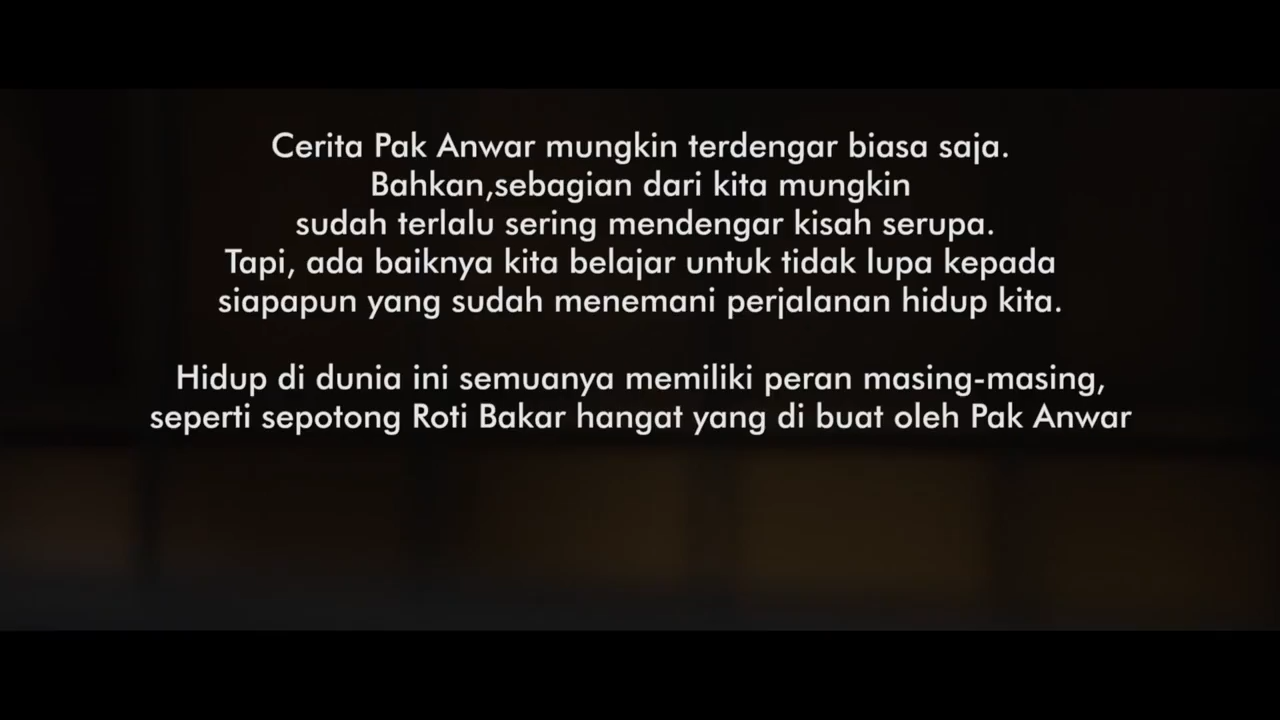 Cerita Pak Anwar mungkin terdengar biasa saja.
Bahkan,sebagian dari kita mungkin
sudah terlalu sering mendengar kisah serupa.
Tapi, ada baiknya kita belajar untuk tidak lupa kepada
siapapun yang sudah menemani perjalanan hidup kita.
Hidup di dunia ini semuanya memiliki peran masing-masing,
seperti sepotong Roti Bakar hangat yang di buat oleh Pak Anwar